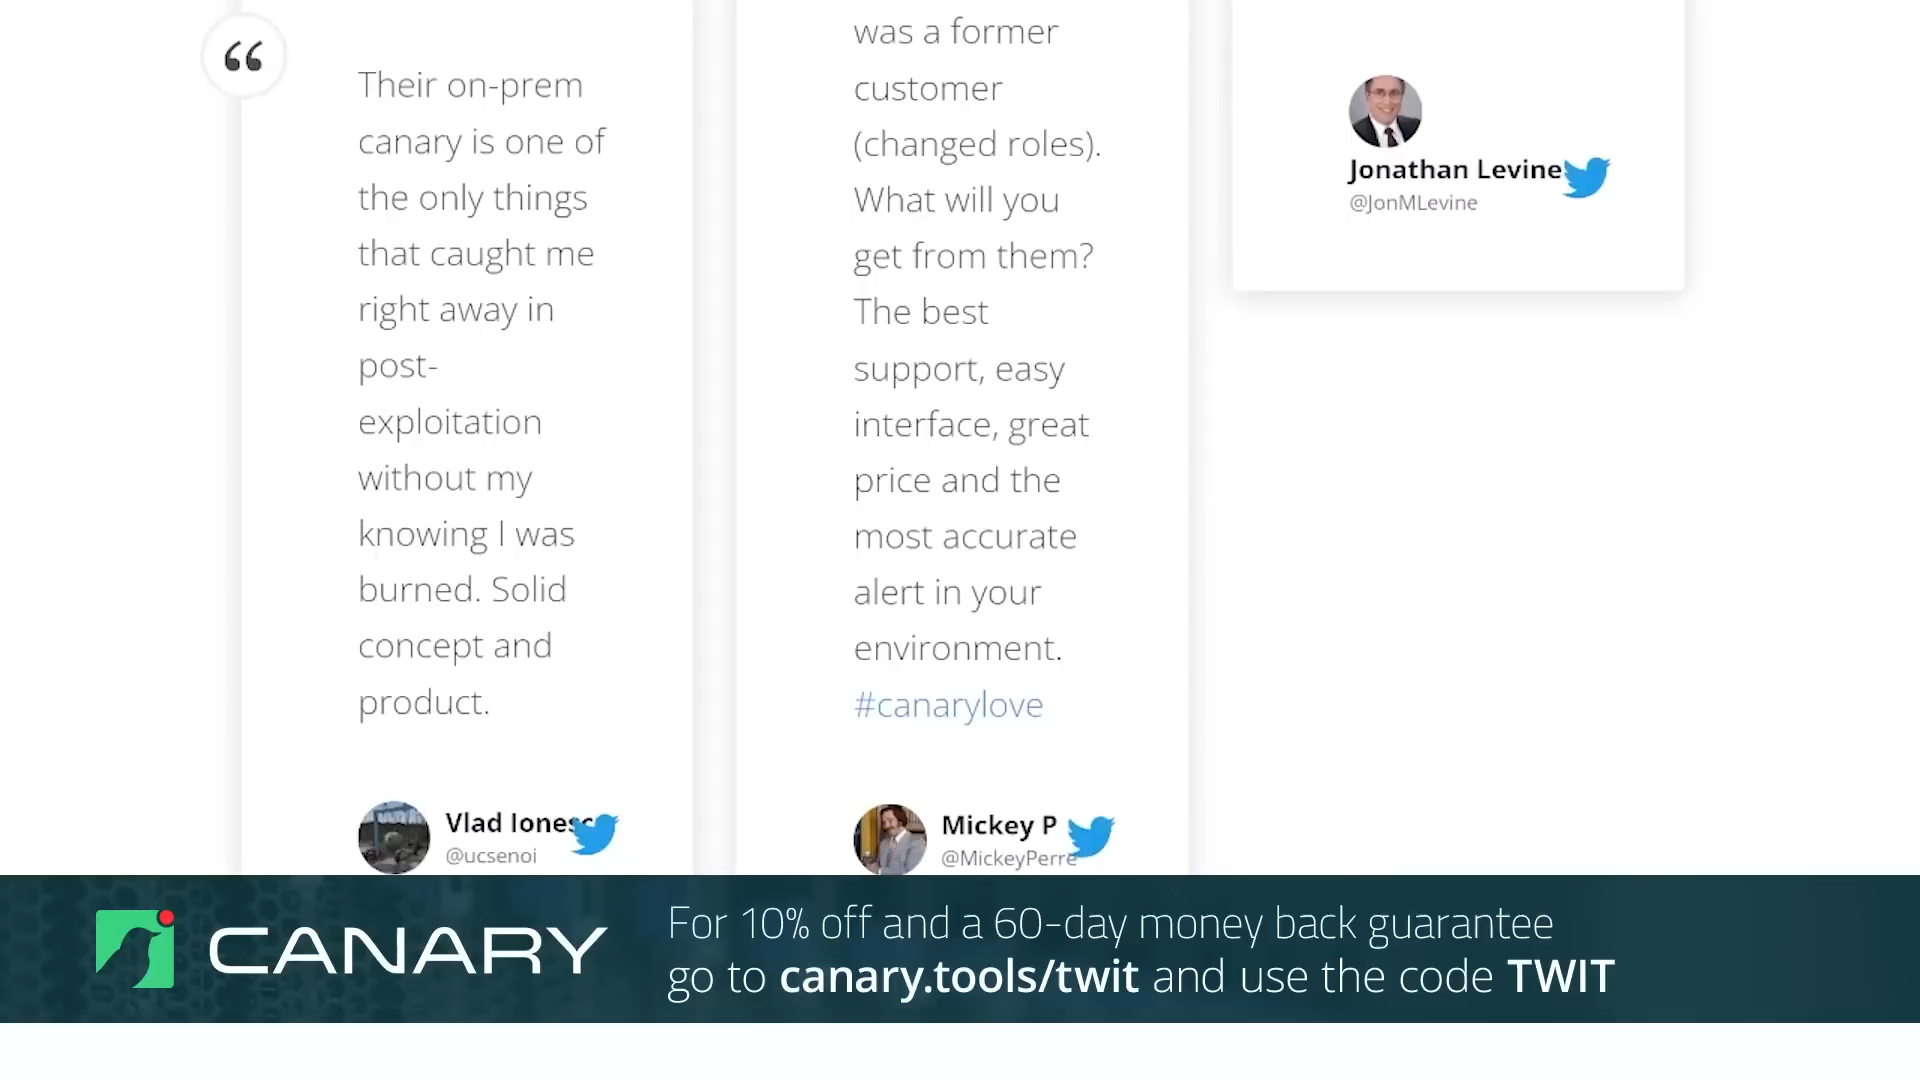 Their on-prem
canary is one of
the only things
that caught me
right away in
post-
exploitation
without my
knowing I was
burned. Solid
concept and
product.
Vlad Ionesc
@ucsenoi
was a former
customer
(changed roles).
What will you
get from them?
The best
support, easy
interface, great
price and the
most accurate
alert in your
environment.
#canarylove
Mickey P
@MickeyPerre
Jonathan Levine
@JonMLevine
CANARY
For 10% off and a 60-day money back guarantee
go to canary.tools/twit and use the code TWIT